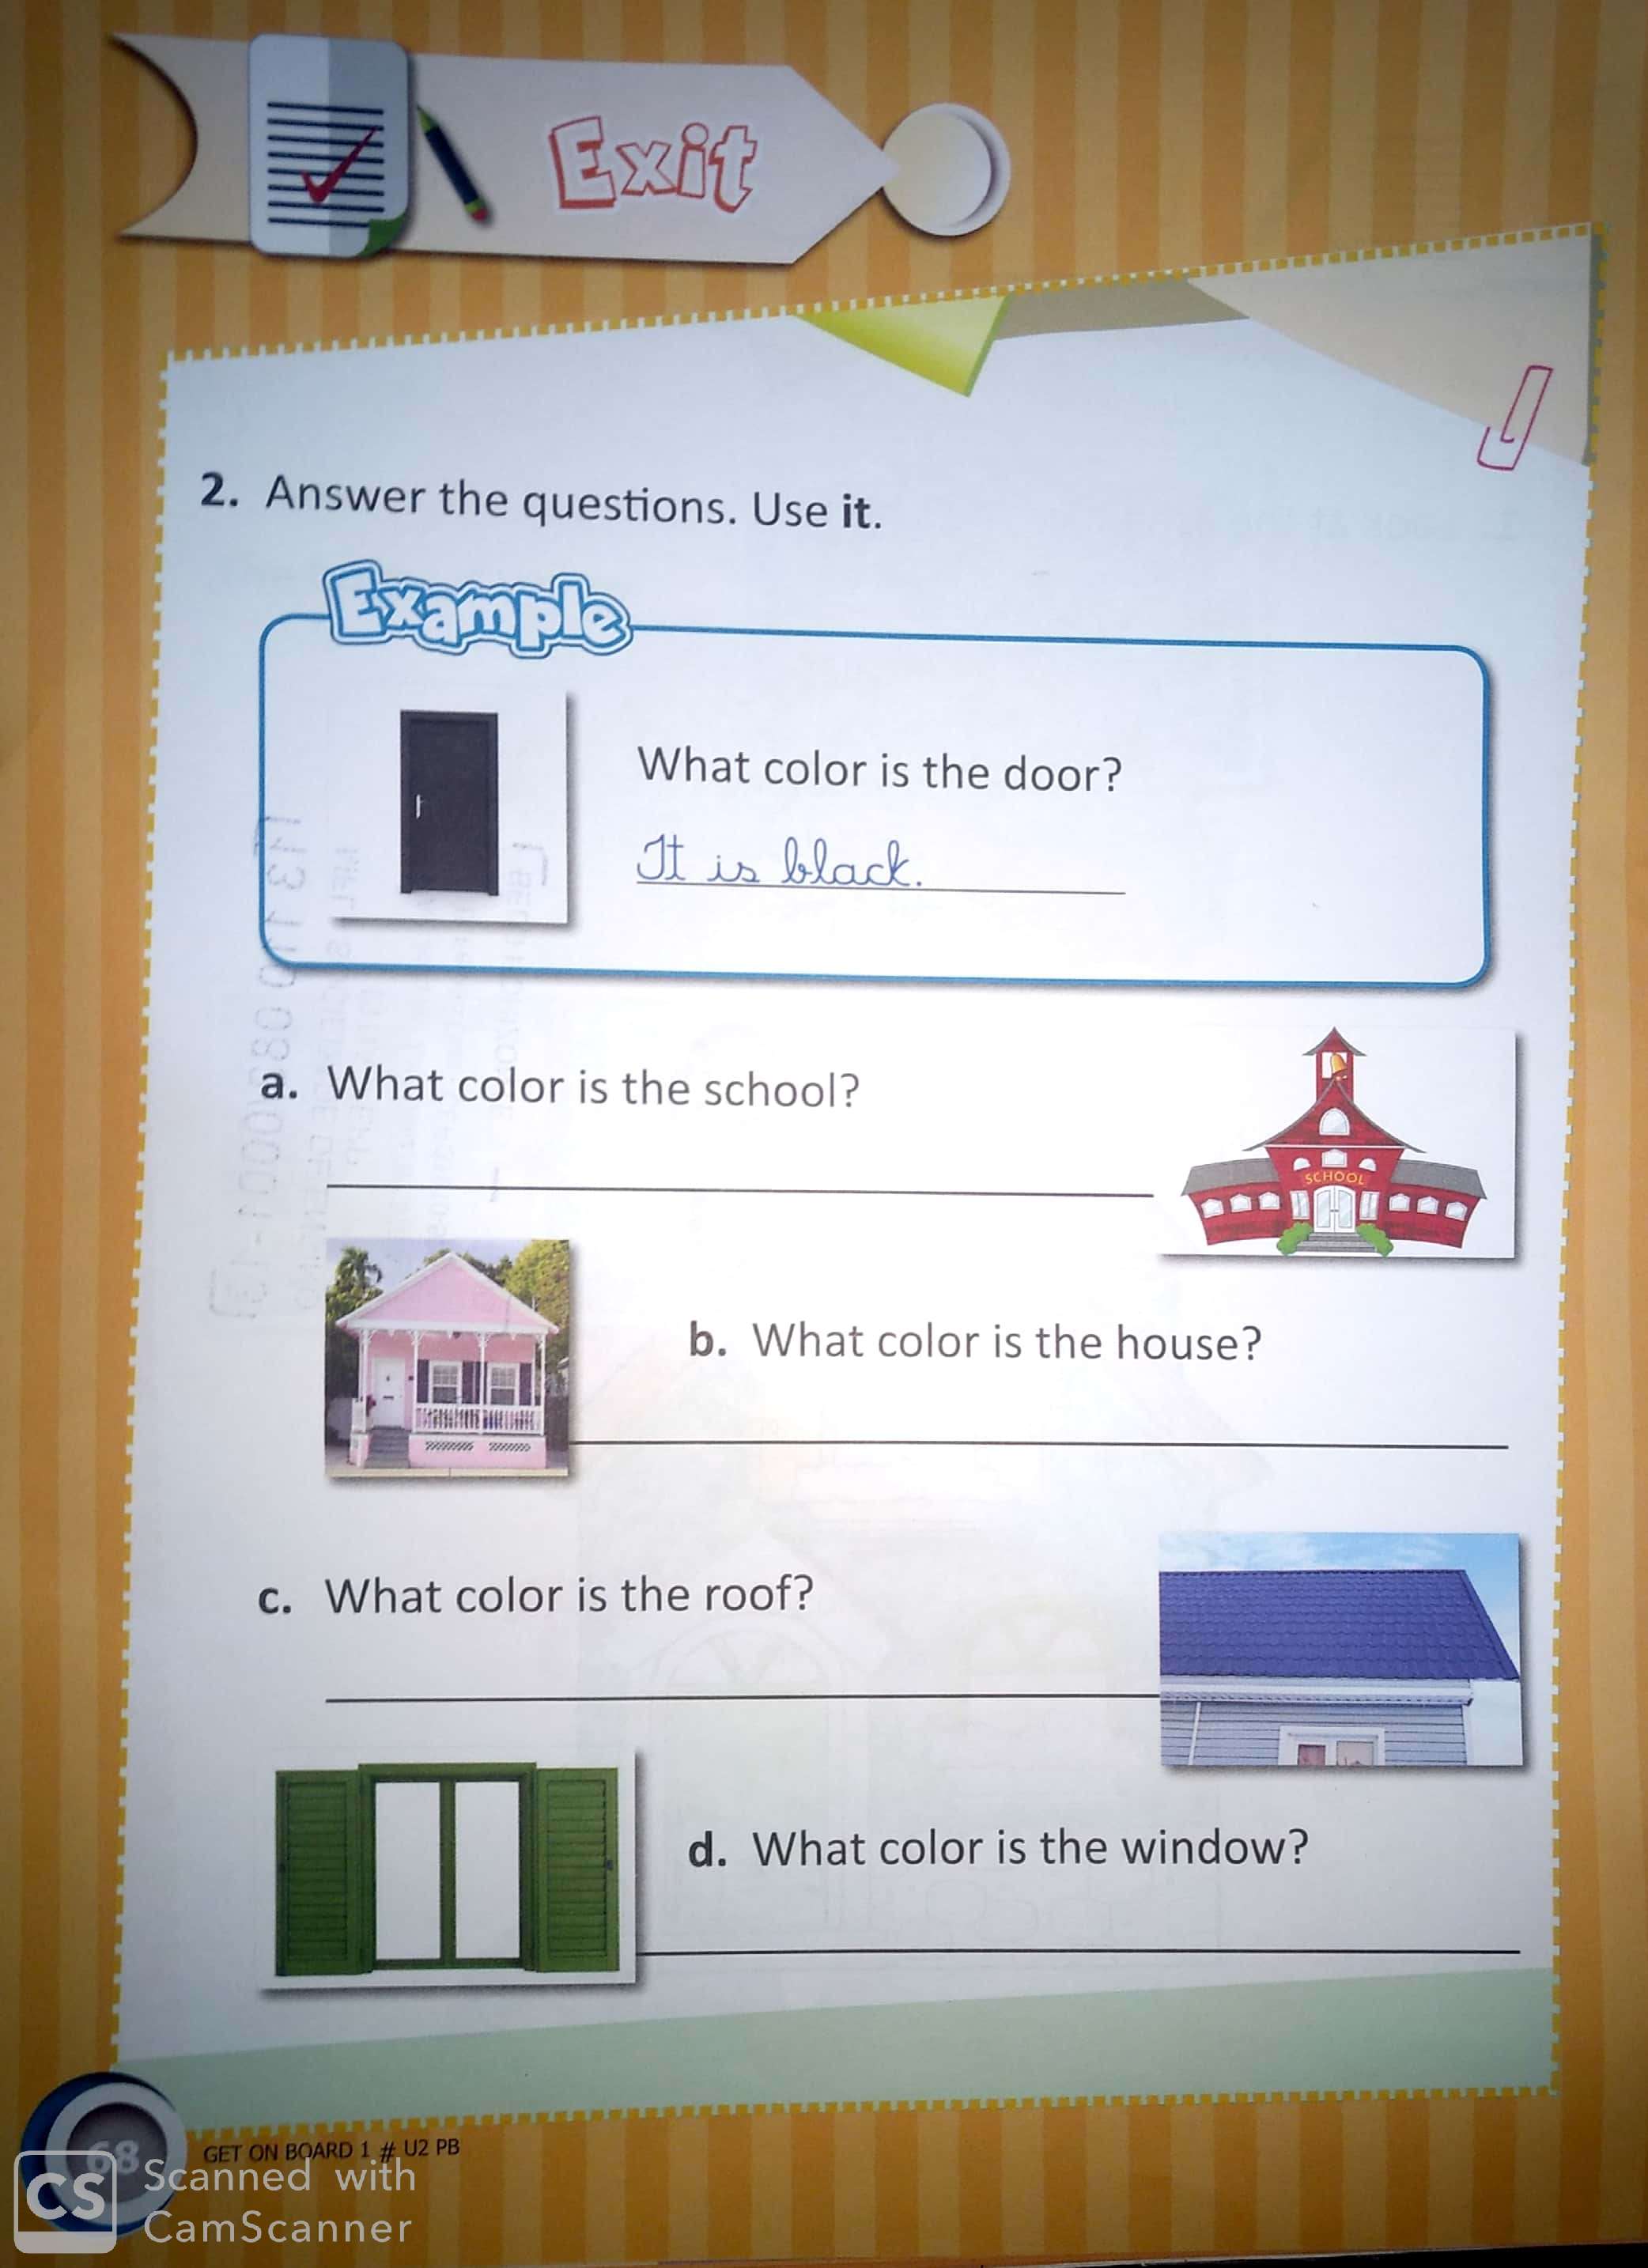 Exit
2. Answer the questions. Use it.
Example
What color is the door?
It is black.
a. What color is the school?
SCHOOL
b. What color is the house?
c. What color is the roof?
d. What color is the window?
68
GET ON BOARD 1 # U2 PB
CS Scanned with
CamScanner